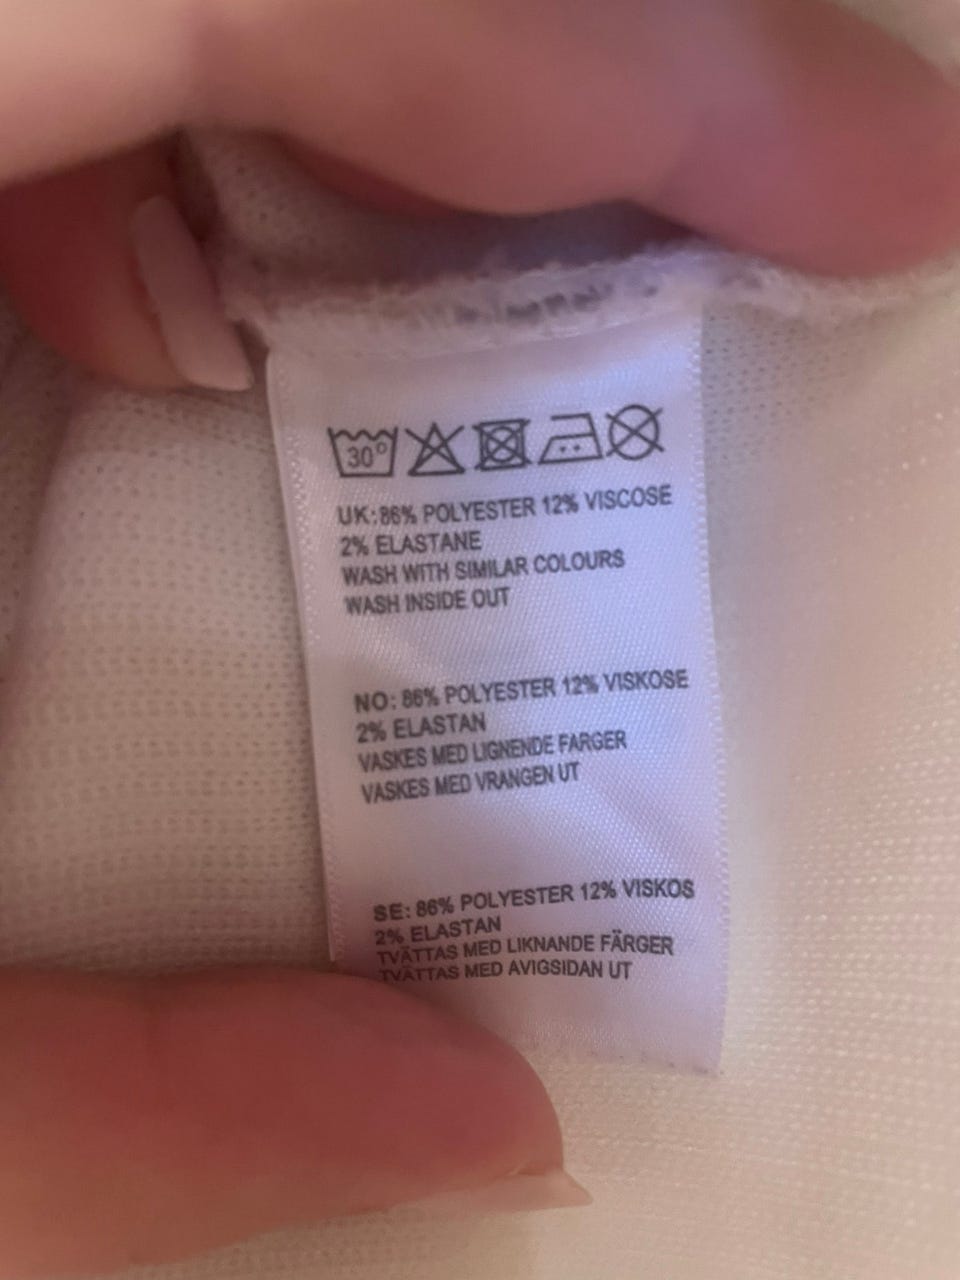 30°
UK:86% POLYESTER 12% VISCOSE
2% ELASTANE
WASH WITH SIMILAR COLOURS
WASH INSIDE OUT
NO: 86% POLYESTER 12% VISKOSE
2% ELASTAN
VASKES MED LIGNENDE FARGER
VASKES MED VRANGEN UT
SE: 86% POLYESTER 12% VISKOS
2% ELASTAN
TVÄTTAS MED LIKNANDE FÄRGER
TVÄTTAS MED AVIGSIDAN UT